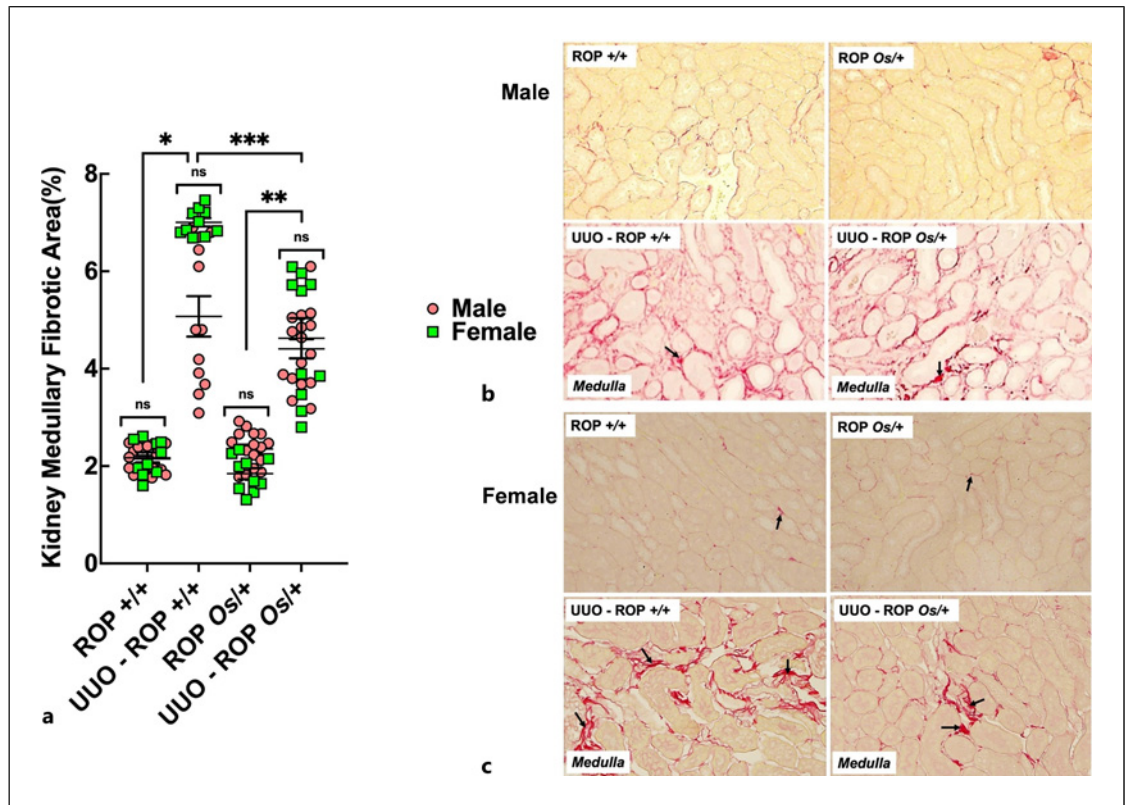 * ***
**
ns
ns
ns
ns
Kidney Medullary Fibrotic Area(%)
8
6
4
2
0
ROP +/+
UUO - ROP +/+
ROP Os/+
UUO - ROP Os/+
Male
Female
a
Male
ROP +/+
ROP Os/+
UUO - ROP +/+
UUO - ROP Os/+
Medulla
Medulla
b
Female
ROP +/+
ROP Os/+
UUO - ROP +/+
UUO - ROP Os/+
Medulla
Medulla
c